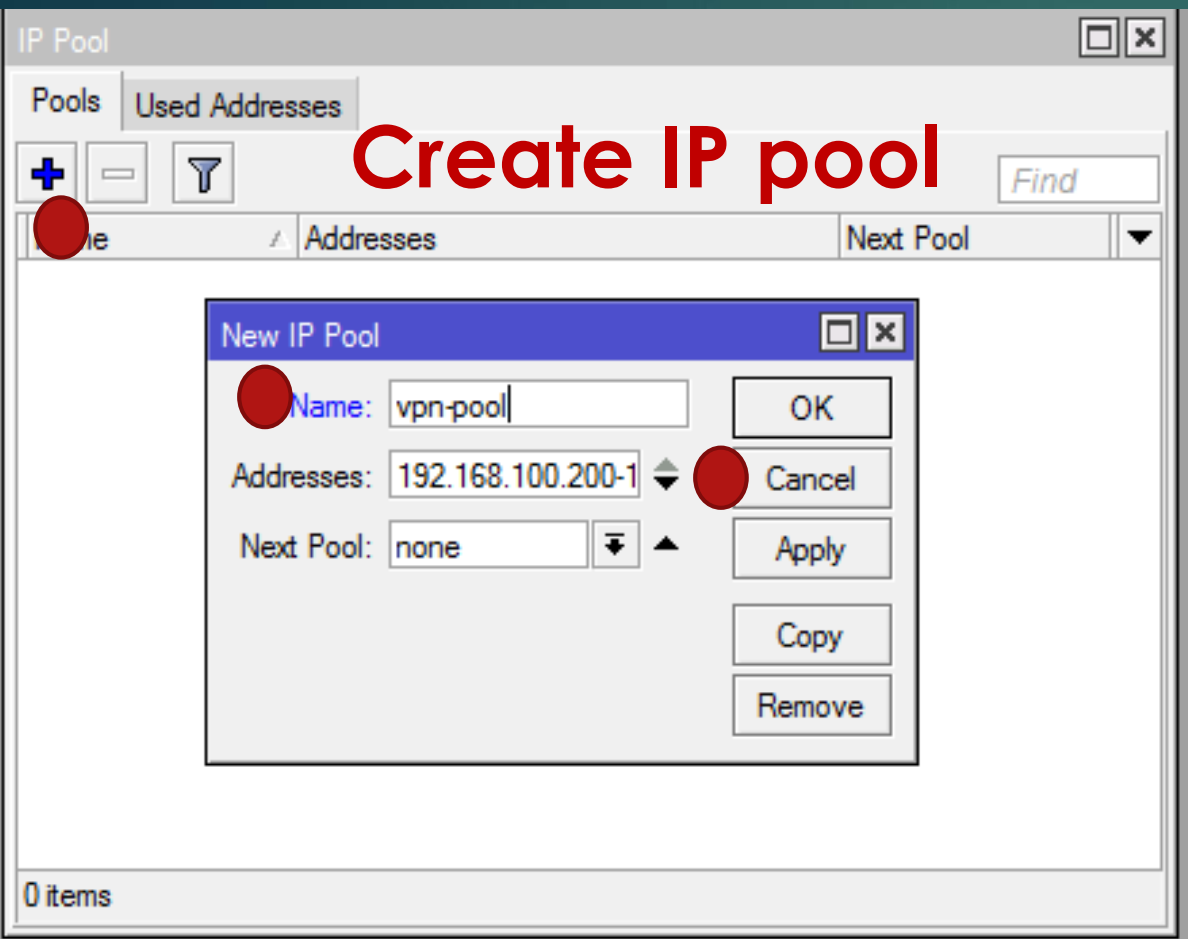 IP Pool
Pools Used Addresses
Create IP pool
Find
Addresses Next Pool
New IP Pool
Name: vpn-pool OK
Addresses: 192.168.100.200-1 Cancel
Next Pool: none Apply
Copy
Remove
0 items